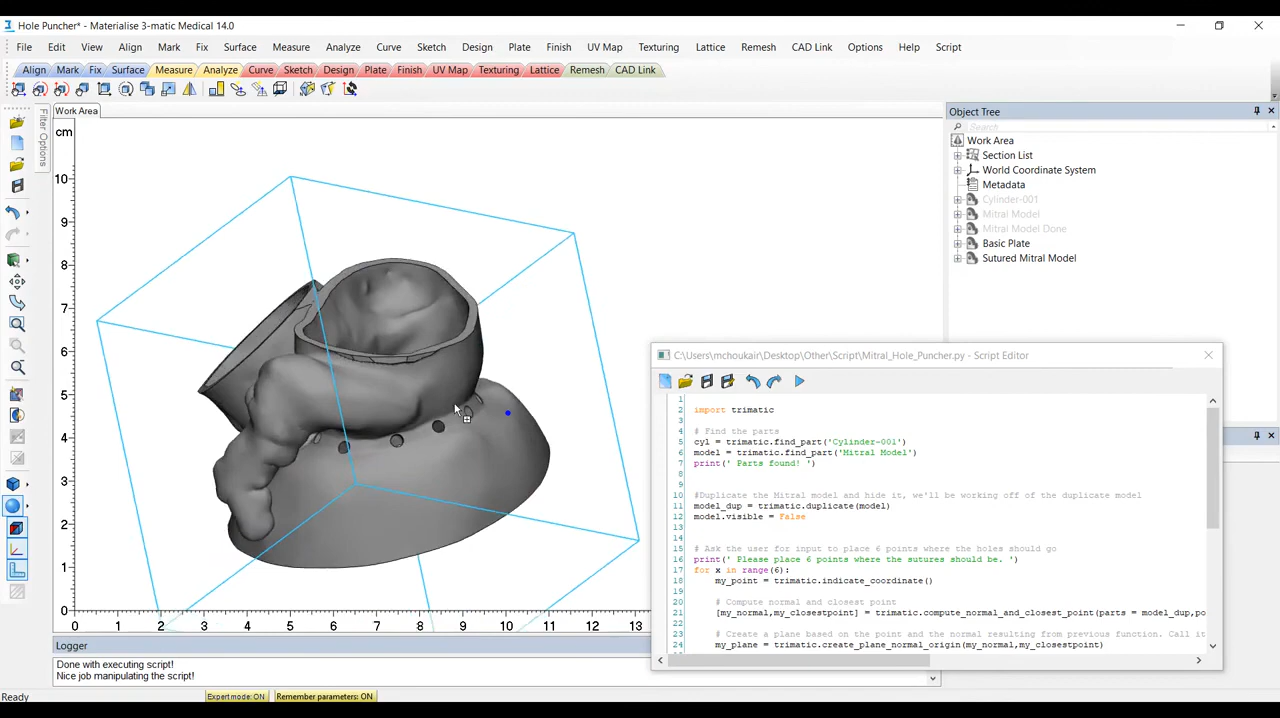 Hole Puncher* - Materialise 3-matic Medical 14.0
File Edit View Align Mark Fix Surface Measure Analyze Curve Sketch Design Plate Finish UV Map Texturing Lattice Remesh CAD Link Options Help Script
Align Mark Fix Surface Measure Analyze Curve Sketch Design Plate Finish UV Map Texturing Lattice Remesh CAD Link
Filter Options
Work Area
cm
10
9
8
7
6
5
4
3
2
1
0
0 1 2 3 4 5 6 7 8 9 10 11 12 13
Object Tree
Search
Work Area
Section List
World Coordinate System
Metadata
Cylinder-001
Mitral Model
Mitral Model Done
Basic Plate
Sutured Mitral Model
C:\Users\mchoukair\Desktop\Other\Script\Mitral_Hole_Puncher.py - Script Editor
1
2 import trimatic
3
4 # Find the parts
5 cyl = trimatic.find_part('Cylinder-001')
6 model = trimatic.find_part('Mitral Model')
7 print(' Parts found! ')
8
9
10 #Duplicate the Mitral model and hide it, we'll be working off of the duplicate model
11 model_dup = trimatic.duplicate(model)
12 model.visible = False
13
14
15 # Ask the user for input to place 6 points where the holes should go
16 print(' Please place 6 points where the sutures should be. ')
17 for x in range(6):
18 my_point = trimatic.indicate_coordinate()
19
20 # Compute normal and closest point
21 [my_normal,my_closestpoint] = trimatic.compute_normal_and_closest_point(parts = model_dup,po
22
23 # Create a plane based on the point and the normal resulting from previous function. Call it
24 my_plane = trimatic.create_plane_normal_origin(my_normal,my_closestpoint)
Logger
Done with executing script!
Nice job manipulating the script!
Ready
Expert mode: ON
Remember parameters: ON